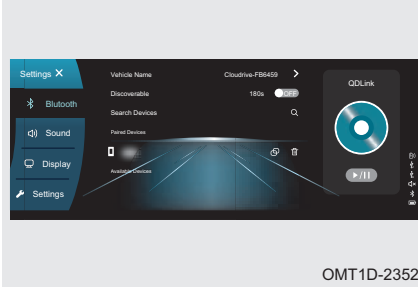 Settings X
Vehicle Name Cloudrive-FB6459 >
QDLink
Discoverable 180s OFF
Blutooth
Search Devices
Sound
Paired Devices
Display
Available Devices
Settings
OMT1D-2352